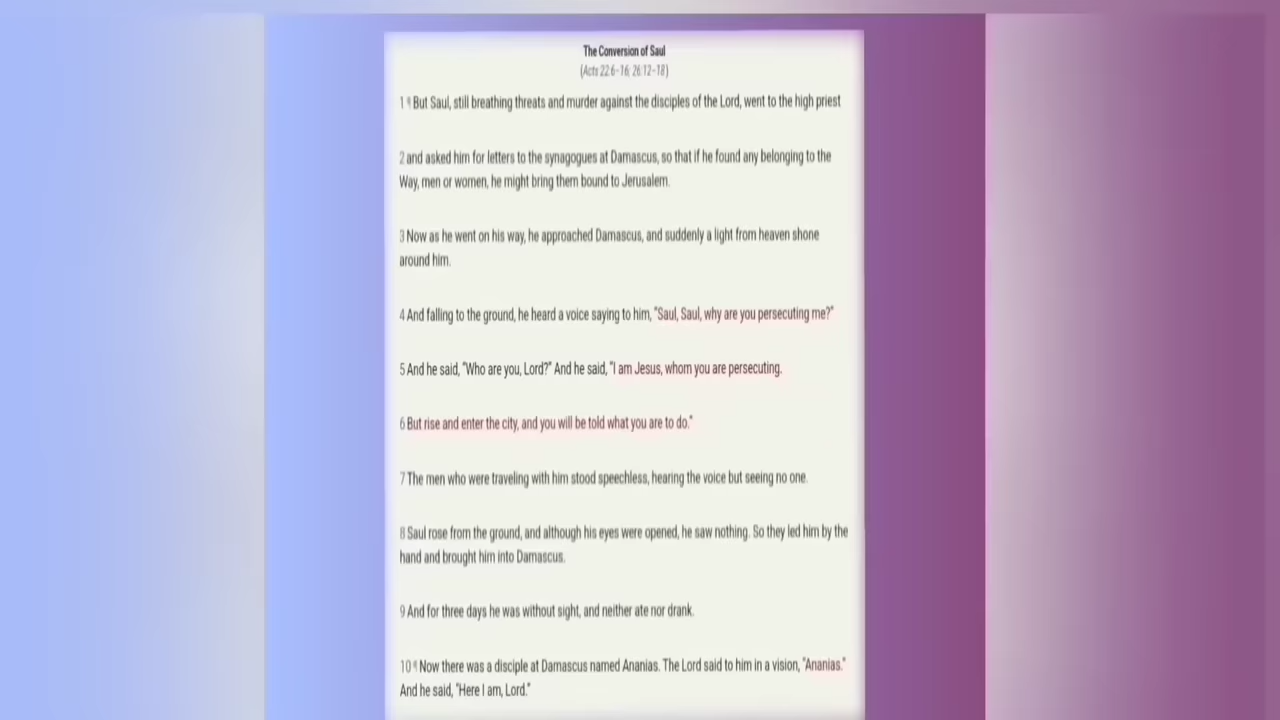 The Conversion of Saul
(Acts 22:6-16; 26:12-18)
1 ¶ But Saul, still breathing threats and murder against the disciples of the Lord, went to the high priest
2 and asked him for letters to the synagogues at Damascus, so that if he found any belonging to the
Way, men or women, he might bring them bound to Jerusalem.
3 Now as he went on his way, he approached Damascus, and suddenly a light from heaven shone
around him.
4 And falling to the ground, he heard a voice saying to him, "Saul, Saul, why are you persecuting me?"
5 And he said, "Who are you, Lord?" And he said, "I am Jesus, whom you are persecuting.
6 But rise and enter the city, and you will be told what you are to do."
7 The men who were traveling with him stood speechless, hearing the voice but seeing no one.
8 Saul rose from the ground, and although his eyes were opened, he saw nothing. So they led him by the
hand and brought him into Damascus.
9 And for three days he was without sight, and neither ate nor drank.
10 ¶ Now there was a disciple at Damascus named Ananias. The Lord said to him in a vision, "Ananias."
And he said, "Here I am, Lord."